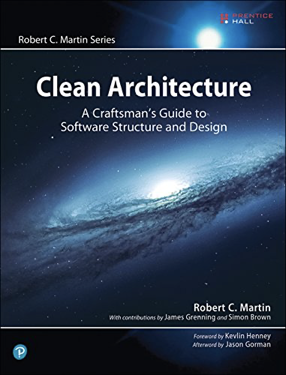 PRENTICE
HALL
Robert C. Martin Series
Clean Architecture
A Craftsman's Guide to
Software Structure and Design
Robert C. Martin
With contributions by James Grenning and Simon Brown
Foreword by Kevlin Henney
Afterword by Jason Gorman
P